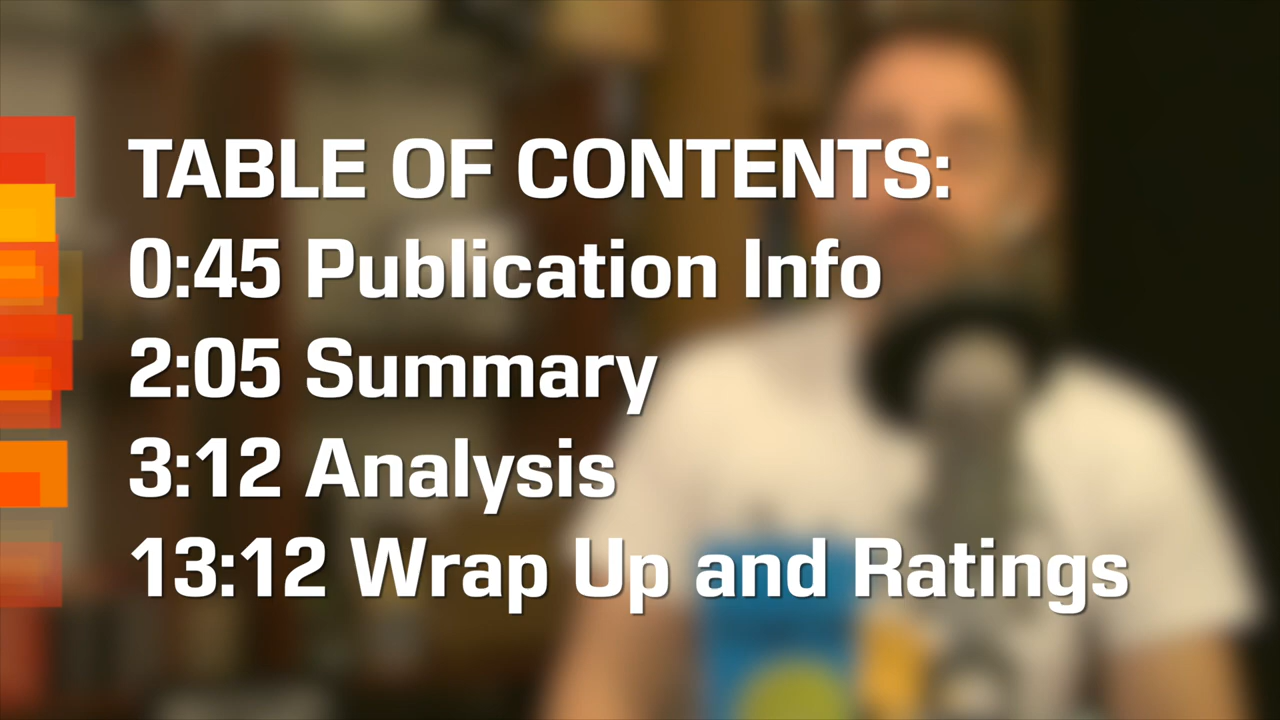 TABLE OF CONTENTS:
0:45 Publication Info
2:05 Summary
3:12 Analysis
13:12 Wrap Up and Ratings